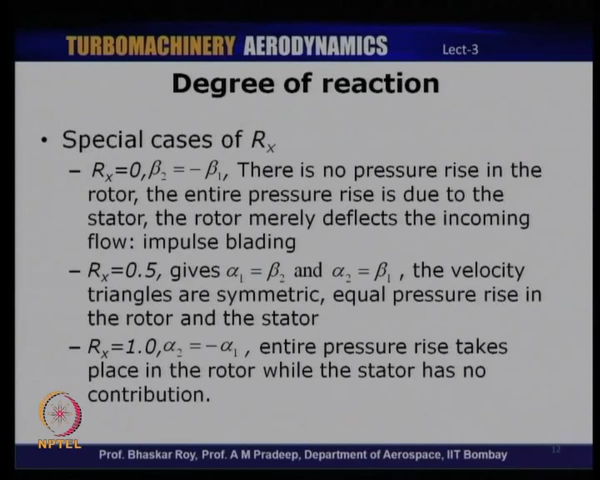 TURBOMACHINERY AERODYNAMICS Lect-3
Degree of reaction
• Special cases of Rₓ
– Rₓ=0, β₂ = −β₁, There is no pressure rise in the
rotor, the entire pressure rise is due to the
stator, the rotor merely deflects the incoming
flow: impulse blading
– Rₓ=0.5, gives α₁ = β₂ and α₂ = β₁ , the velocity
triangles are symmetric, equal pressure rise in
the rotor and the stator
– Rₓ=1.0, α₂ = −α₁ , entire pressure rise takes
place in the rotor while the stator has no
contribution.
NPTEL
Prof. Bhaskar Roy, Prof. A M Pradeep, Department of Aerospace, IIT Bombay
12